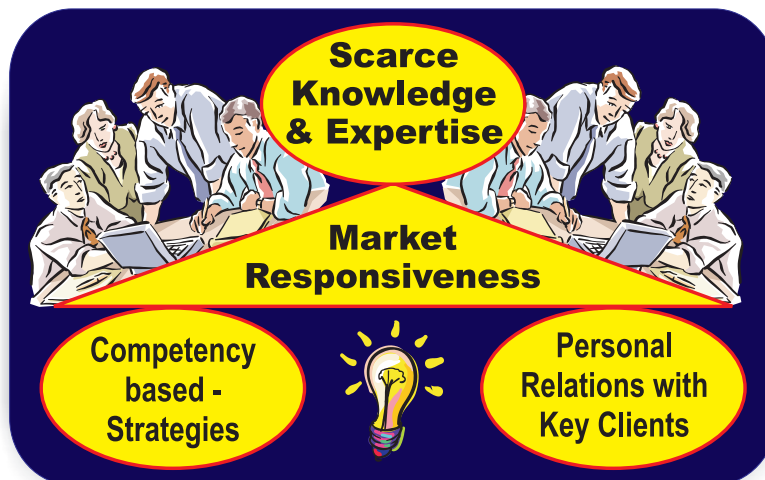 Scarce
Knowledge
& Expertise
Market
Responsiveness
Competency
based -
Strategies
Personal
Relations with
Key Clients